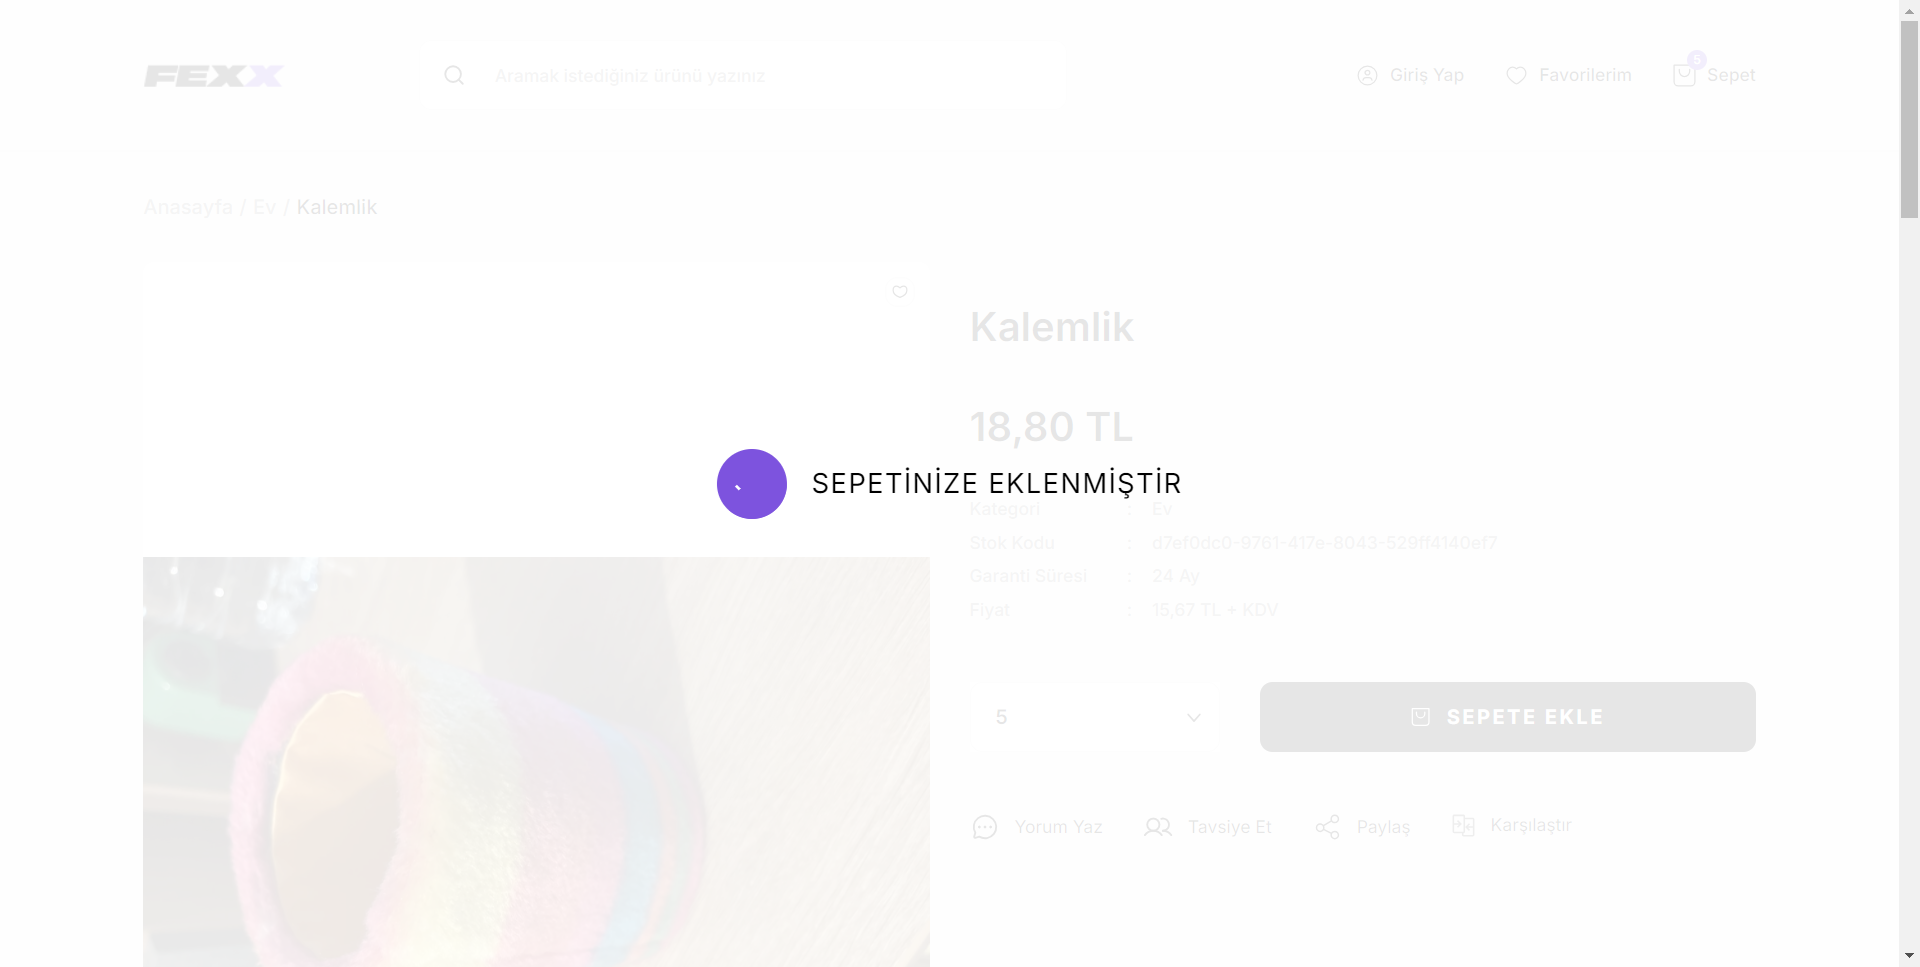 FEXX
Aramak istediğiniz ürünü yazınız
Giriş Yap
Favorilerim
5
Sepet
Anasayfa / Ev / Kalemlik
Kalemlik
18,80 TL
SEPETİNİZE EKLENMİŞTİR
Kategori : Ev
Stok Kodu : d7ef0dc0-9761-417e-8043-529ff4140ef7
Garanti Süresi : 24 Ay
Fiyat : 15,67 TL + KDV
5
SEPETE EKLE
Yorum Yaz
Tavsiye Et
Paylaş
Karşılaştır